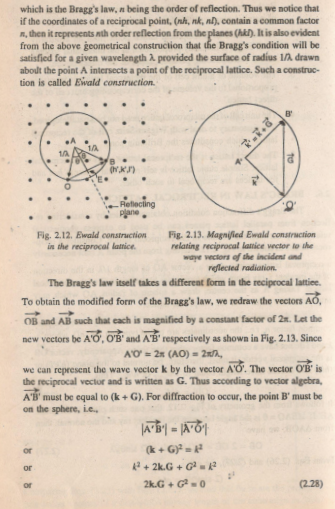 which is the Bragg's law, n being the order of reflection. Thus we notice that
if the coordinates of reciprocal point, (nh, nk, nl), contain a common factor
n, then it represents nth order reflection from the planes (hkl). It is also evident
from the above geometrical construction that the Bragg's condition will be
satisfied for a given wavelength λ provided the surface of radius 1/λ drawn
about the point A intersects a point of the reciprocal lattice. Such a construc-
tion is called Ewald construction.
A
1/λ
1/λ
θ
θ
B
(h',k',l')
E
O
Reflecting
plane
B'
k' = k+G
A'
G
k
O'
Fig. 2.12. Ewald construction
in the reciprocal lattice.
Fig. 2.13. Magnified Ewald construction
relating reciprocal lattice vector to the
wave vectors of the incident and
reflected radiation.
The Bragg's law itself takes a different form in the reciprocal lattice.
To obtain the modified form of the Bragg's law, we redraw the vectors AO,
OB and AB such that each is magnified by a constant factor of 2π. Let the
new vectors be A'O', O'B' and A'B' respectively as shown in Fig. 2.13. Since
A'O' = 2π (AO) = 2π/λ,
we can represent the wave vector k by the vector A'O'. The vector O'B' is
the reciprocal vector and is written as G. Thus according to vector algebra,
A'B' must be equal to (k + G). For diffraction to occur, the point B' must be
on the sphere, i.e.,
|A'B'| = |A'O'|
or (k + G)² = k²
or k² + 2k.G + G² = k²
or 2k.G + G² = 0 (2.28)